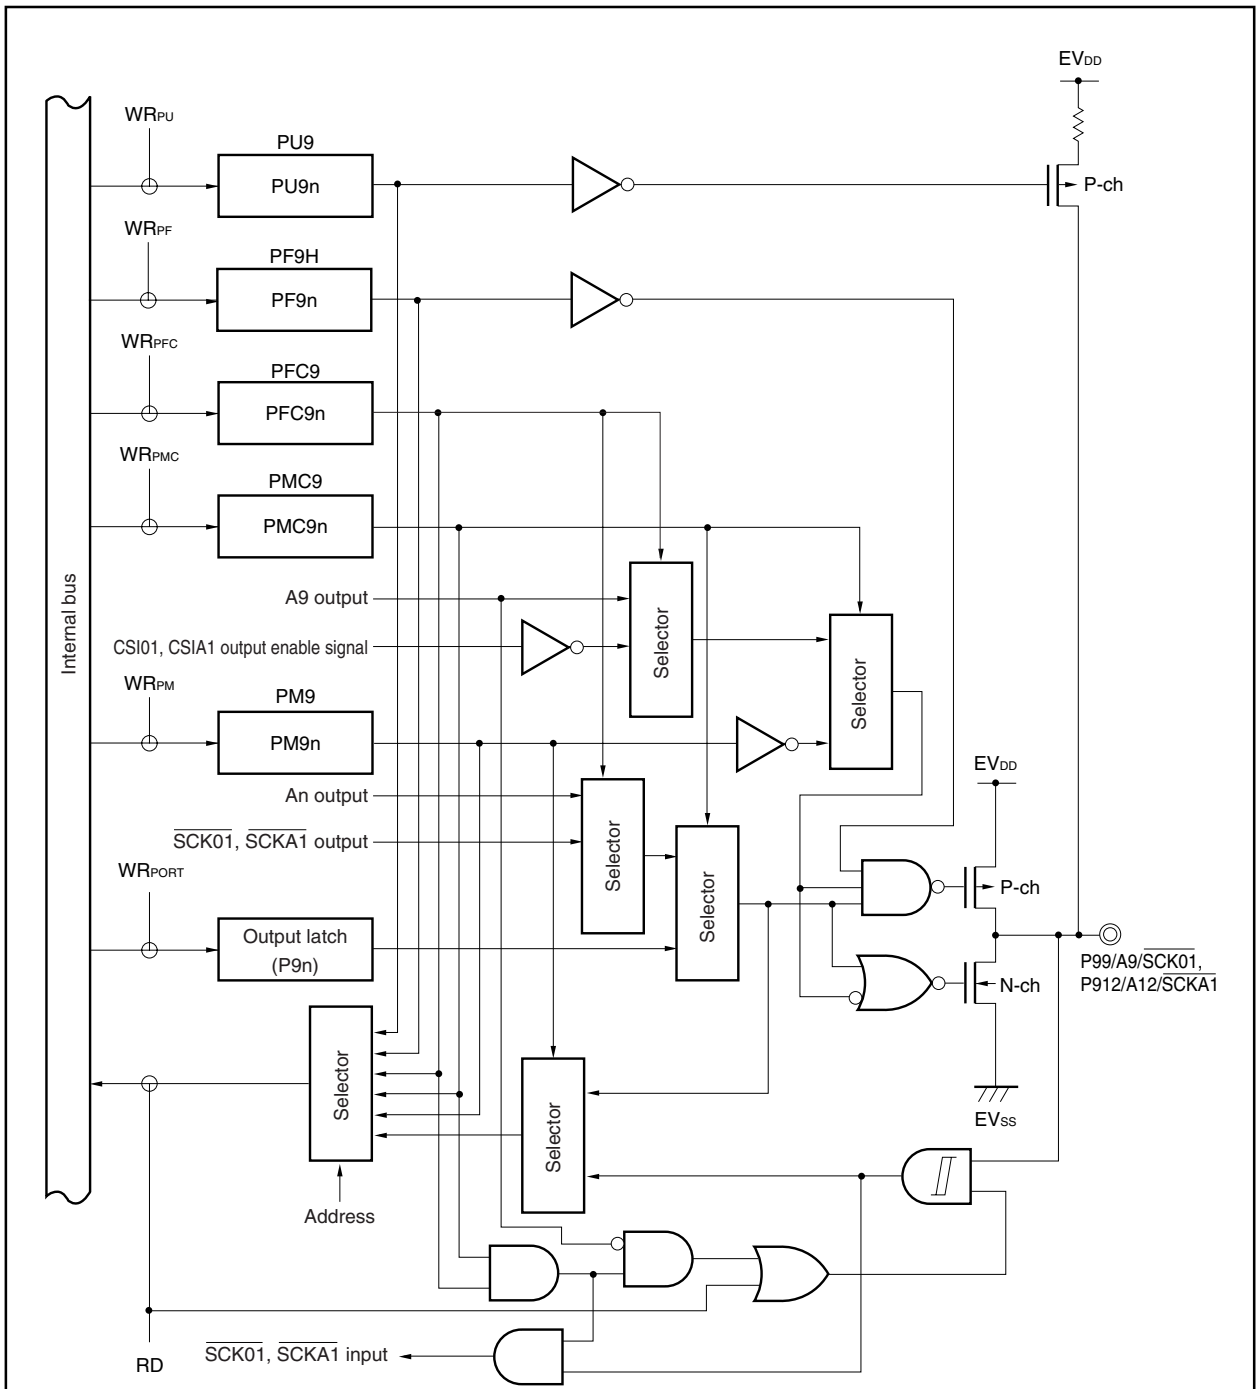 EVDD
WRPU
PU9
PU9n
P-ch
WRPF
PF9H
PF9n
WRPFC
PFC9
PFC9n
WRPMC
PMC9
PMC9n
Internal bus
A9 output
Selector
CSI01, CSIA1 output enable signal
Selector
WRPM
PM9
PM9n
EVDD
An output
Selector
SCK01, SCKA1 output
Selector
WRPORT
P-ch
Output latch
(P9n)
P99/A9/SCK01,
P912/A12/SCKA1
N-ch
Selector
Selector
EVSS
Address
SCK01, SCKA1 input
RD